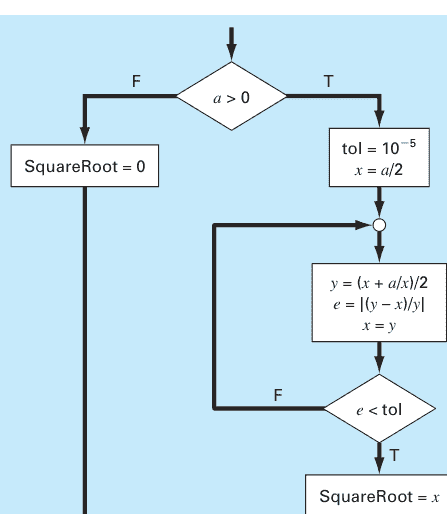 F
a > 0
T
SquareRoot = 0
tol = 10⁻⁵
x = a/2
y = (x + a/x)/2
e = |(y – x)/y|
x = y
F
e < tol
T
SquareRoot = x